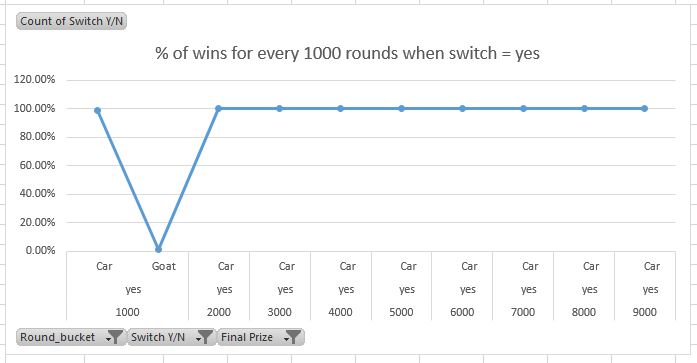 Count of Switch Y/N
% of wins for every 1000 rounds when switch = yes
120.00%
100.00%
80.00%
60.00%
40.00%
20.00%
0.00%
Car Goat Car Car Car Car Car Car Car Car
yes yes yes yes yes yes yes yes yes
1000 2000 3000 4000 5000 6000 7000 8000 9000
Round_bucket Switch Y/N Final Prize